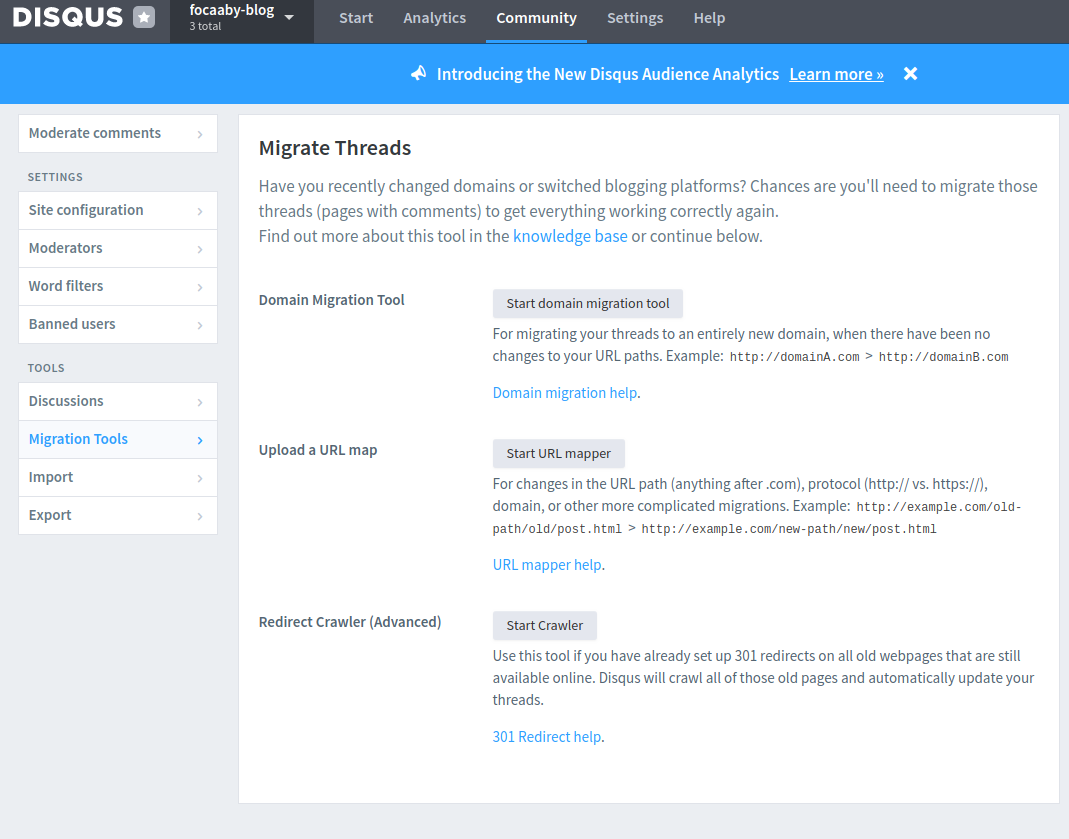 DISQUS
focaaby-blog
3 total
Start
Analytics
Community
Settings
Help
Introducing the New Disqus Audience Analytics Learn more »
Moderate comments
SETTINGS
Site configuration
Moderators
Word filters
Banned users
TOOLS
Discussions
Migration Tools
Import
Export
Migrate Threads
Have you recently changed domains or switched blogging platforms? Chances are you'll need to migrate those
threads (pages with comments) to get everything working correctly again.
Find out more about this tool in the knowledge base or continue below.
Domain Migration Tool
Start domain migration tool
For migrating your threads to an entirely new domain, when there have been no
changes to your URL paths. Example: http://domainA.com > http://domainB.com
Domain migration help.
Upload a URL map
Start URL mapper
For changes in the URL path (anything after .com), protocol (http:// vs. https://),
domain, or other more complicated migrations. Example: http://example.com/old-
path/old/post.html > http://example.com/new-path/new/post.html
URL mapper help.
Redirect Crawler (Advanced)
Start Crawler
Use this tool if you have already set up 301 redirects on all old webpages that are still
available online. Disqus will crawl all of those old pages and automatically update your
threads.
301 Redirect help.